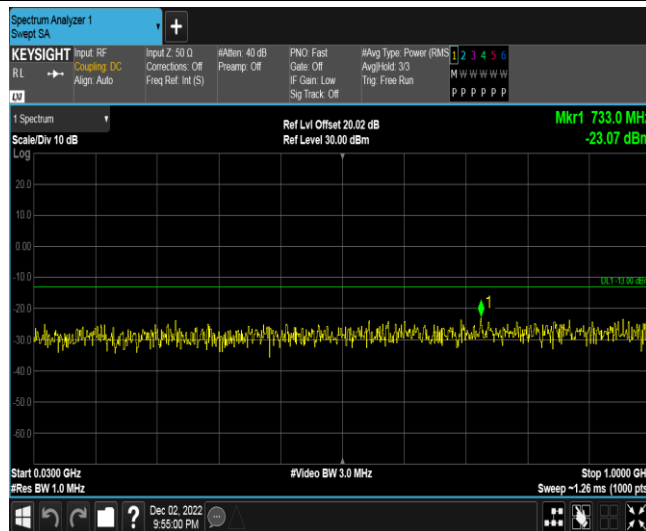 Spectrum Analyzer 1
Swept SA
+
KEYSIGHT
RL
LXI
Input: RF
Coupling: DC
Align: Auto
Input Z: 50 Ω
Corrections: Off
Freq Ref: Int (S)
#Atten: 40 dB
Preamp: Off
PNO: Fast
Gate: Off
IF Gain: Low
Sig Track: Off
#Avg Type: Power (RMS
Avg|Hold: 3/3
Trig: Free Run
1 2 3 4 5 6
M W W W W W
P P P P P P
1 Spectrum
Scale/Div 10 dB
Log
Ref Lvl Offset 20.02 dB
Ref Level 30.00 dBm
Mkr1 733.0 MHz
-23.07 dBm
20.0
10.0
0.00
-10.0
DL1 -13.00 dBm
-20.0
1
-30.0
-40.0
-50.0
-60.0
Start 0.0300 GHz
#Res BW 1.0 MHz
#Video BW 3.0 MHz
Stop 1.0000 GH
Sweep ~1.26 ms (1000 pts
?
Dec 02, 2022
9:55:00 PM